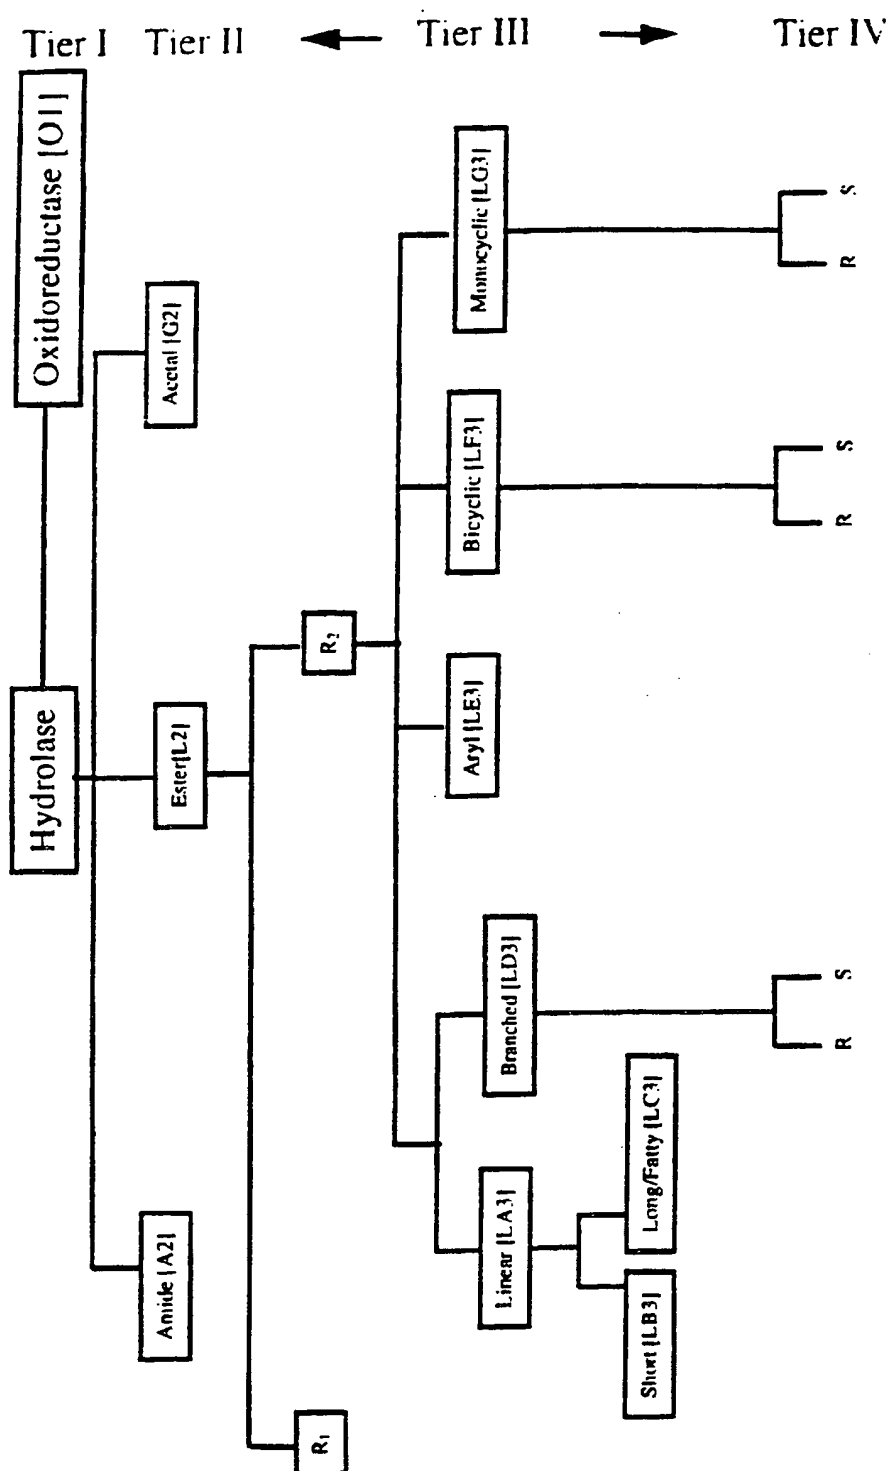 Tier I
Tier II
Tier III
Tier IV
Hydrolase
Oxidoreductase [O1]
Amide [A2]
Ester[L2]
Acetal [G2]
R1
R2
Linear [LA3]
Branched [LD3]
Aryl [LE3]
Bicyclic [LF3]
Monocyclic [LG3]
Short [LB3]
Long/Fatty [LC3]
R
S
R
S
R
S